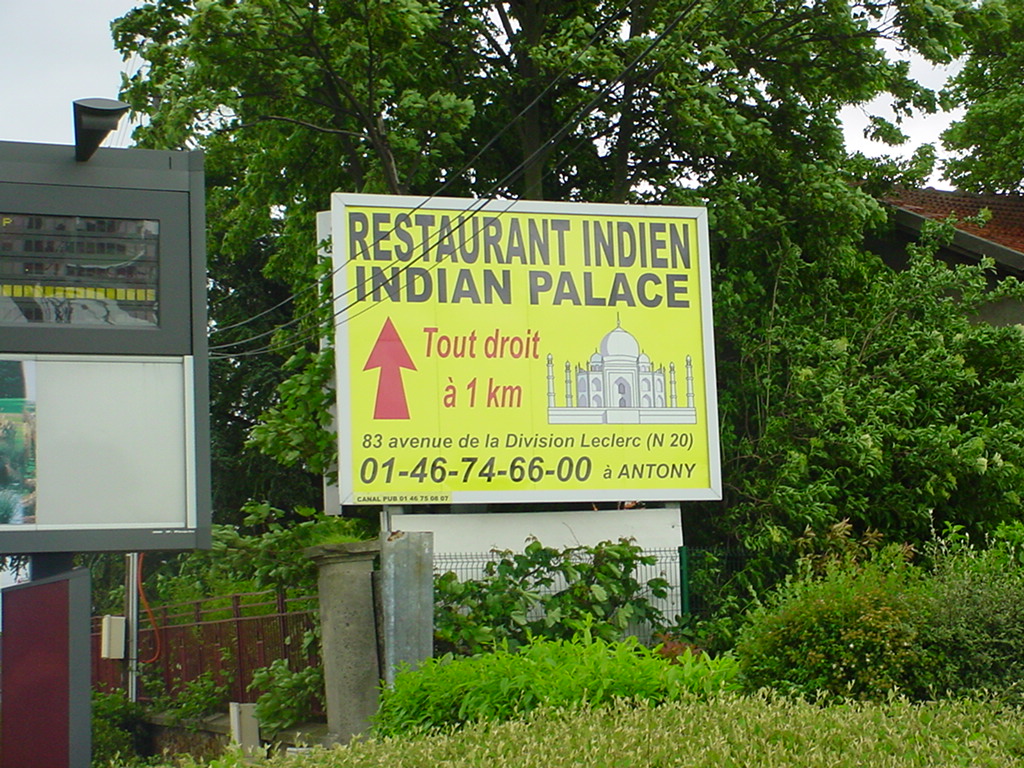 P
RESTAURANT INDIEN
INDIAN PALACE
Tout droit
à 1 km
83 avenue de la Division Leclerc (N 20)
01-46-74-66-00 à ANTONY
CANAL PUB 01 46 75 08 07